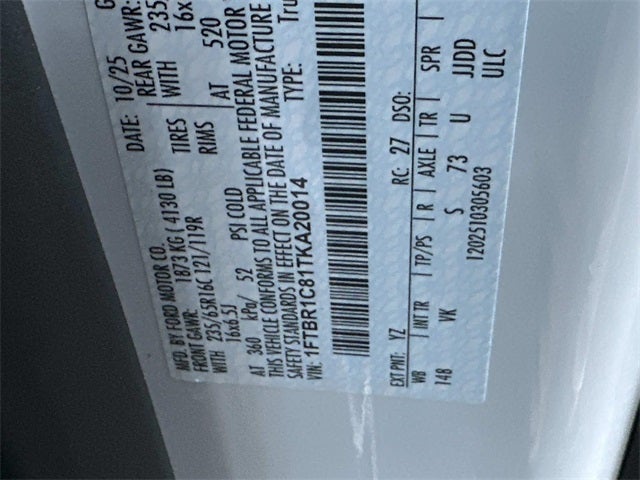 MFD. BY FORD MOTOR CO. DATE: 10/25 G
FRONT GAWR: 1873 KG ( 4130 LB) REAR GAWR:
WITH 235/65R16C 121/119R TIRES WITH 235
16x6.5J RIMS 16x
AT 360 kPa/ 52 PSI COLD AT 520
THIS VEHICLE CONFORMS TO ALL APPLICABLE FEDERAL MOTOR
SAFETY STANDARDS IN EFFECT ON THE DATE OF MANUFACTURE
VIN: 1FTBR1C81TKA20014 TYPE: Tru
EXT PNT: YZ RC: 27 DSO:
WB INT TR TP/PS R AXLE TR SPR
148 VK S 73 U JJDD
1202510305603 ULC